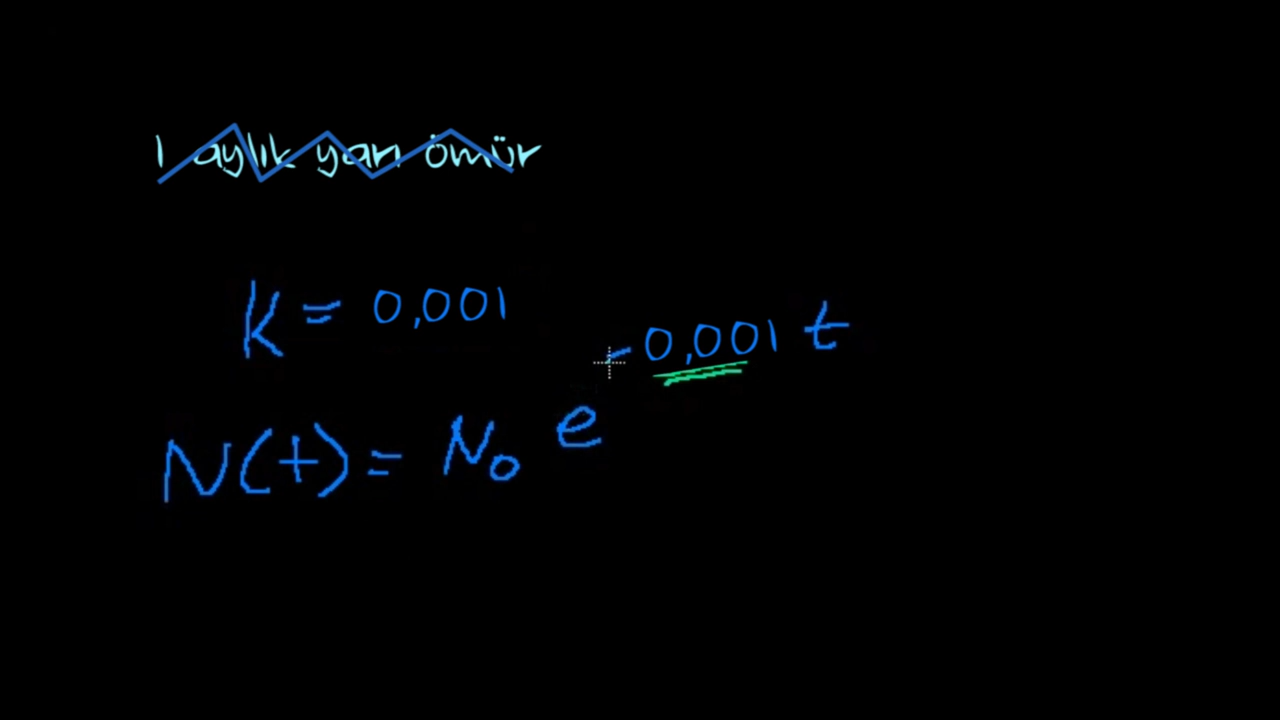 1 aylık yarı ömür
K = 0,001
N(t) = N₀ e^{-0,001 t}